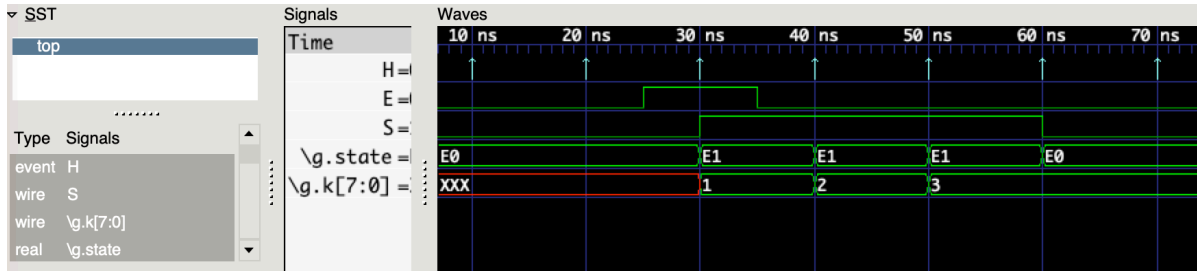 SST
top
Type Signals
event H
wire S
wire \g.k[7:0]
real \g.state
Signals
Time
H=
E=
S=
\g.state=
\g.k[7:0]=
Waves
10 ns 20 ns 30 ns 40 ns 50 ns 60 ns 70 ns
E0 E1 E1 E1 E0
XXX 1 2 3